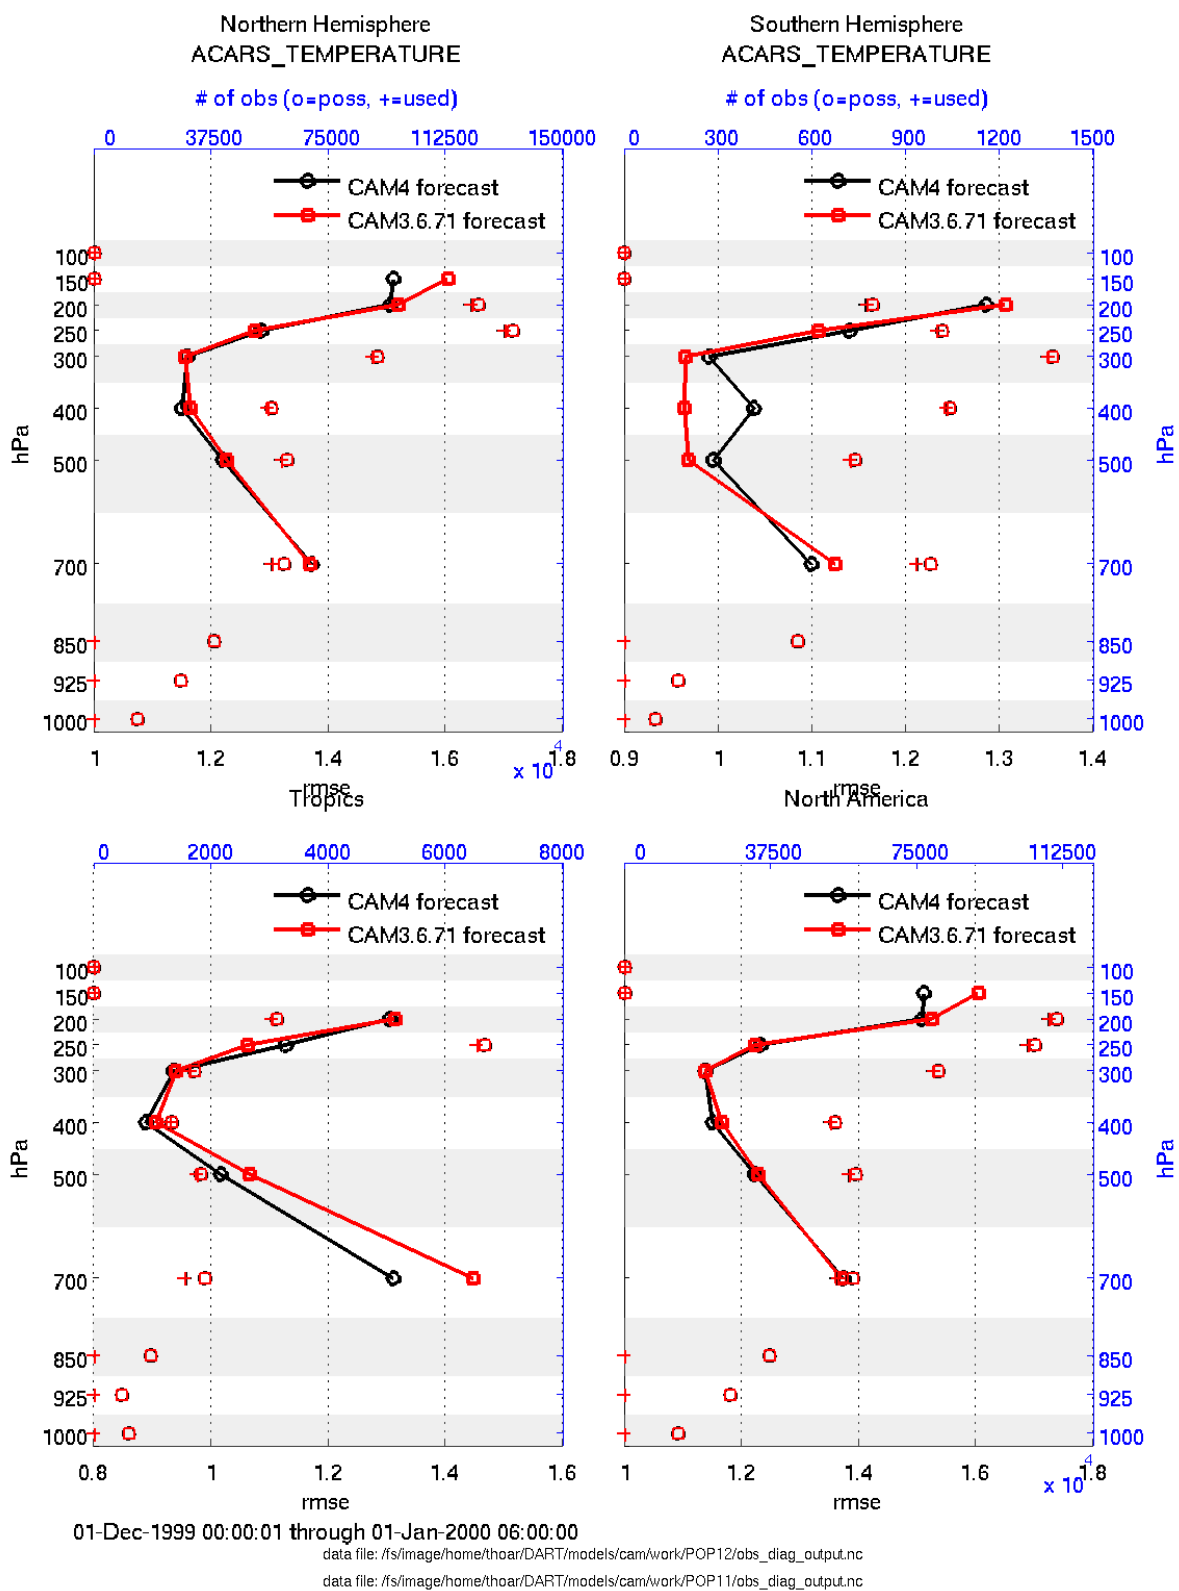 Northern Hemisphere
ACARS_TEMPERATURE
# of obs (o=poss, +=used)
0 37500 75000 112500 150000
CAM4 forecast
CAM3.6.71 forecast
100
150
200
250
300
400
500
700
850
925
1000
hPa
1 1.2 1.4 1.6 1.8
x 10^4
rmse
Southern Hemisphere
ACARS_TEMPERATURE
# of obs (o=poss, +=used)
0 300 600 900 1200 1500
CAM4 forecast
CAM3.6.71 forecast
100
150
200
250
300
400
500
700
850
925
1000
hPa
0.9 1 1.1 1.2 1.3 1.4
rmse
Tropics
0 2000 4000 6000 8000
CAM4 forecast
CAM3.6.71 forecast
100
150
200
250
300
400
500
700
850
925
1000
hPa
0.8 1 1.2 1.4 1.6
rmse
North America
0 37500 75000 112500
CAM4 forecast
CAM3.6.71 forecast
100
150
200
250
300
400
500
700
850
925
1000
hPa
1 1.2 1.4 1.6 1.8
x 10^4
rmse
01-Dec-1999 00:00:01 through 01-Jan-2000 06:00:00
data file: /fs/image/home/thoar/DART/models/cam/work/POP12/obs_diag_output.nc
data file: /fs/image/home/thoar/DART/models/cam/work/POP11/obs_diag_output.nc